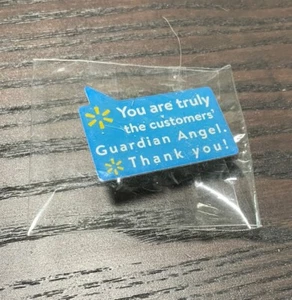 You are truly
the customers'
Guardian Angel.
Thank you!